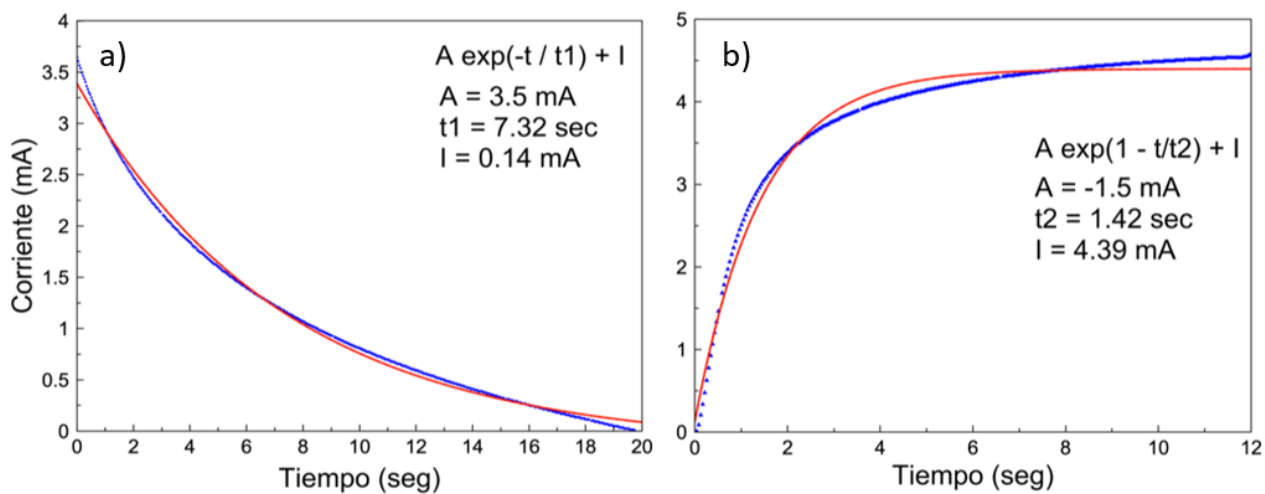 a)
A exp(-t / t1) + I
A = 3.5 mA
t1 = 7.32 sec
I = 0.14 mA
Corriente (mA)
4
3.5
3
2.5
2
1.5
1
0.5
0
0 2 4 6 8 10 12 14 16 18 20
Tiempo (seg)
b)
A exp(1 - t/t2) + I
A = -1.5 mA
t2 = 1.42 sec
I = 4.39 mA
5
4
3
2
1
0
0 2 4 6 8 10 12
Tiempo (seg)